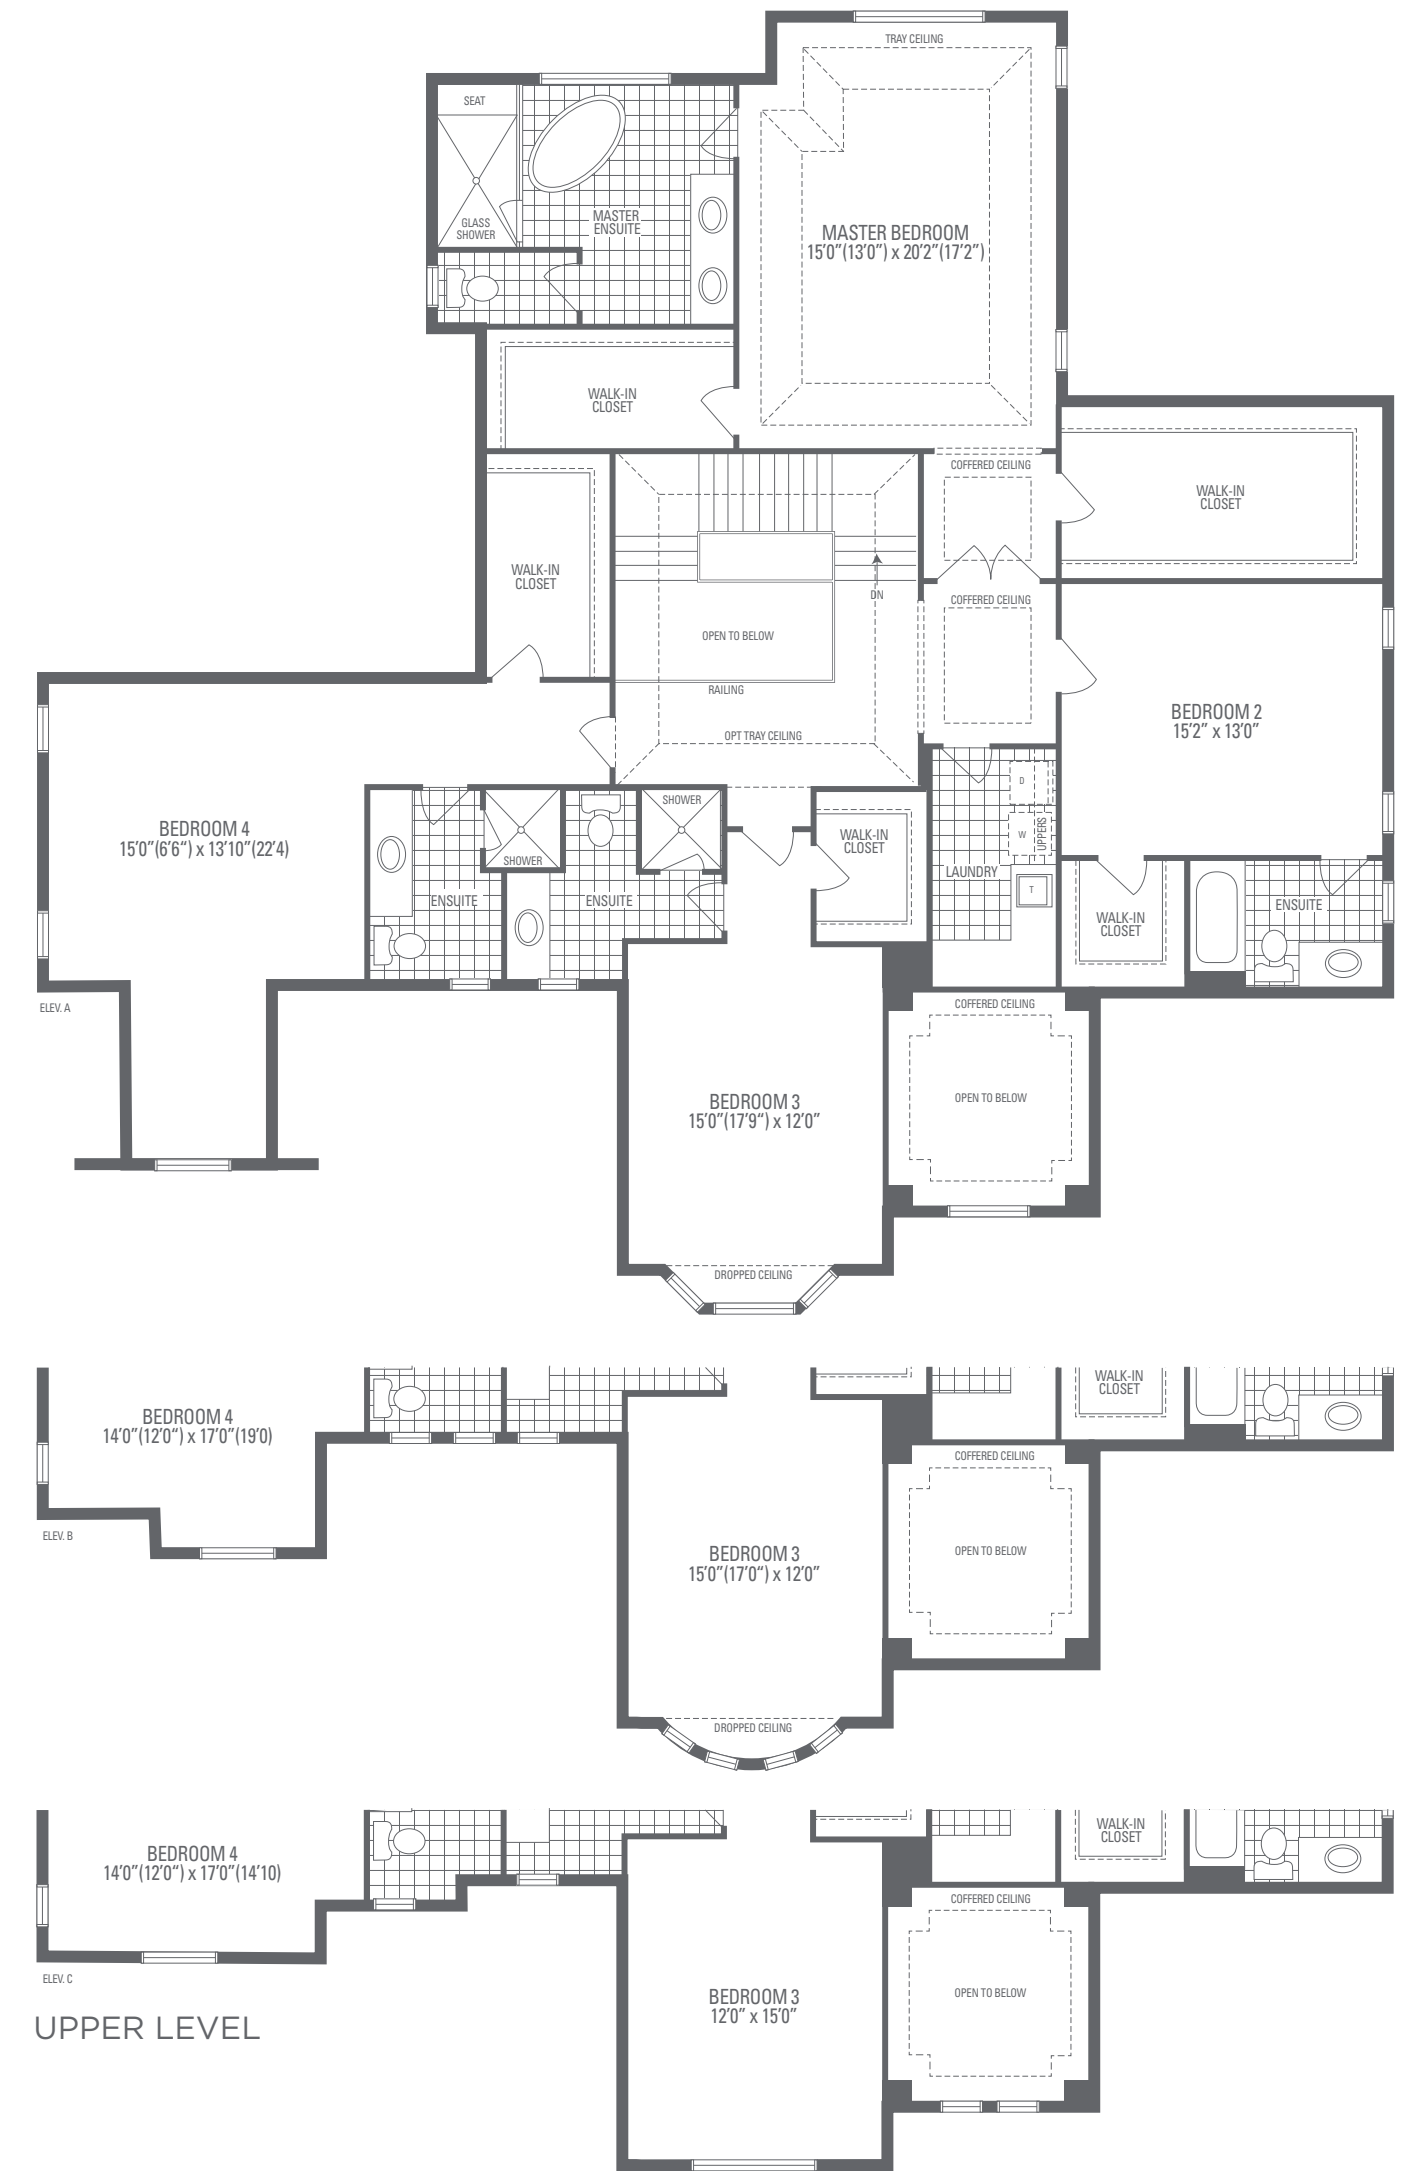 TRAY CEILING
SEAT
GLASS
SHOWER
MASTER
ENSUITE
MASTER BEDROOM
15'0"(13'0") x 20'2"(17'2")
WALK-IN
CLOSET
COFFERED CEILING
WALK-IN
CLOSET
WALK-IN
CLOSET
DN
COFFERED CEILING
OPEN TO BELOW
RAILING
OPT TRAY CEILING
BEDROOM 2
15'2" x 13'0"
D
W
UPPERS
T
LAUNDRY
BEDROOM 4
15'0"(6'6“) x 13'10"(22'4)
SHOWER
SHOWER
WALK-IN
CLOSET
ENSUITE
ENSUITE
WALK-IN
CLOSET
ENSUITE
ELEV. A
COFFERED CEILING
OPEN TO BELOW
BEDROOM 3
15'0"(17'9“) x 12'0"
DROPPED CEILING
WALK-IN
CLOSET
BEDROOM 4
14'0"(12'0“) x 17'0"(19'0)
COFFERED CEILING
ELEV. B
OPEN TO BELOW
BEDROOM 3
15'0"(17'0“) x 12'0"
DROPPED CEILING
WALK-IN
CLOSET
BEDROOM 4
14'0"(12'0“) x 17'0"(14'10)
COFFERED CEILING
ELEV. C
OPEN TO BELOW
BEDROOM 3
12'0" x 15'0"
UPPER LEVEL